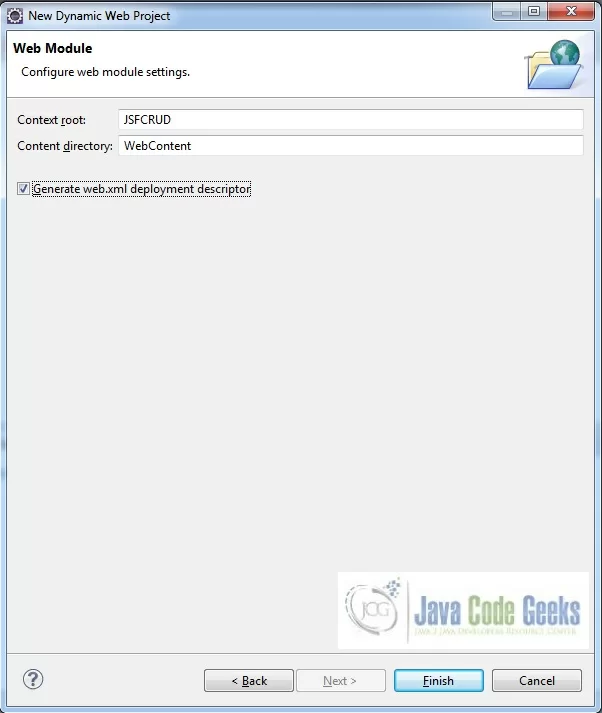 New Dynamic Web Project
Web Module
Configure web module settings.
Context root: JSFCRUD
Content directory: WebContent
Generate web.xml deployment descriptor
JCG
Java Code Geeks
JAVA 2 JAVA DEVELOPERS RESOURCE CENTER
? < Back Next > Finish Cancel